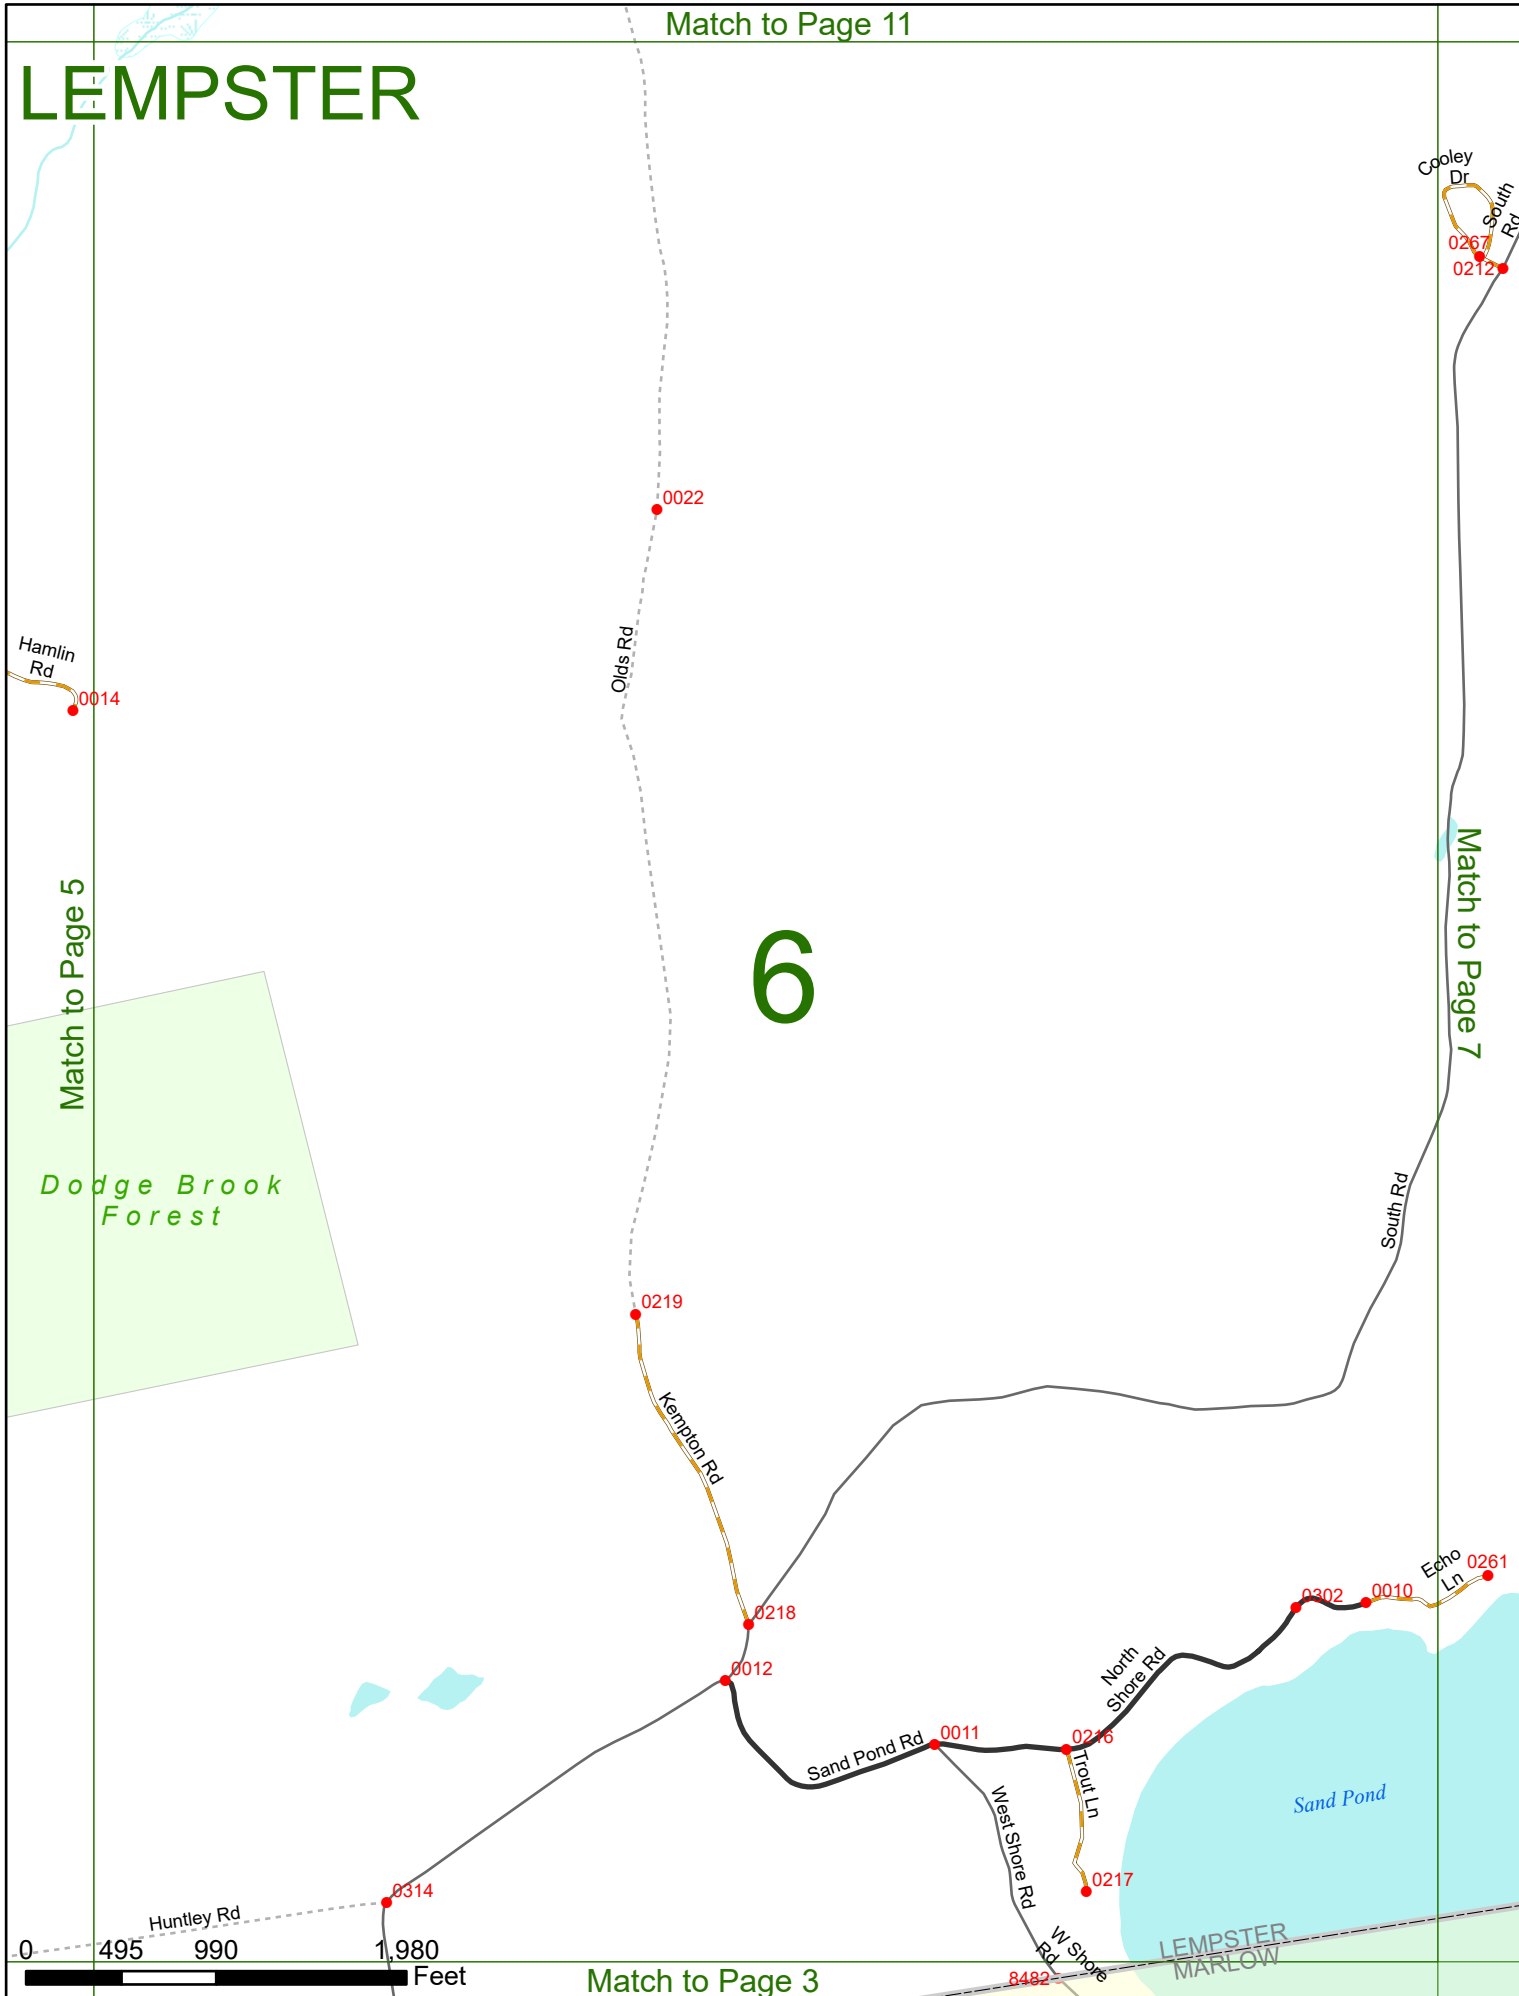 Match to Page 11
LEMPSTER
Cooley
Dr
South
Rd
0267
0212
0022
Olds Rd
Hamlin
Rd
0014
Match to Page 5
6
Match to Page 7
Dodge Brook
Forest
South Rd
0219
Kempton Rd
0218
0012
Echo
Ln
0261
0302
0010
North
Shore Rd
0011
0216
Sand Pond Rd
Trout Ln
West Shore Rd
Sand Pond
0217
0314
Huntley Rd
W Shore
Rd
LEMPSTER
MARLOW
8482
0 495 990 1,980
Feet
Match to Page 3